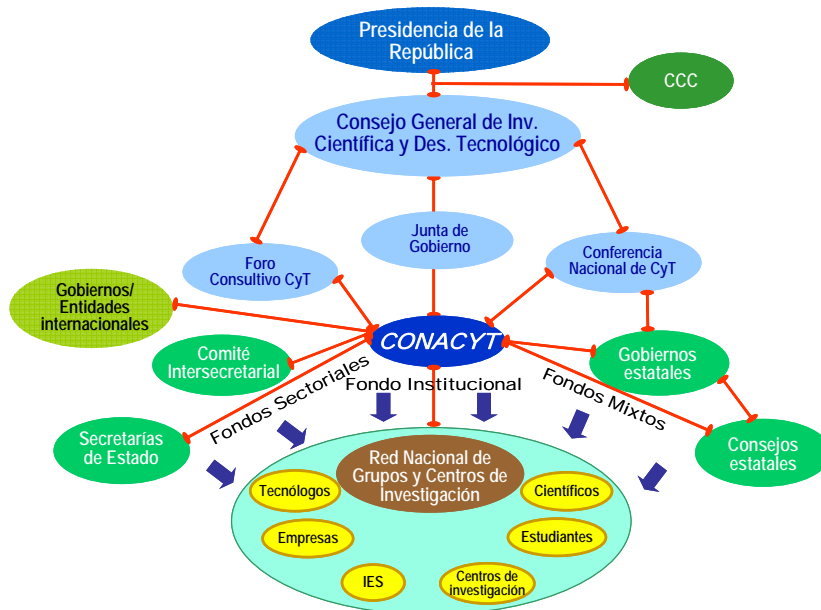 Presidencia de la
República
CCC
Consejo General de Inv.
Científica y Des. Tecnológico
Junta de
Gobierno
Foro
Consultivo CyT
Conferencia
Nacional de CyT
Gobiernos/
Entidades
internacionales
CONACYT
Comité
Intersecretarial
Gobiernos
estatales
Fondos Sectoriales
Fondo Institucional
Fondos Mixtos
Secretarías
de Estado
Consejos
estatales
Red Nacional de
Grupos y Centros de
Investigación
Tecnólogos
Científicos
Empresas
Estudiantes
IES
Centros de
investigación